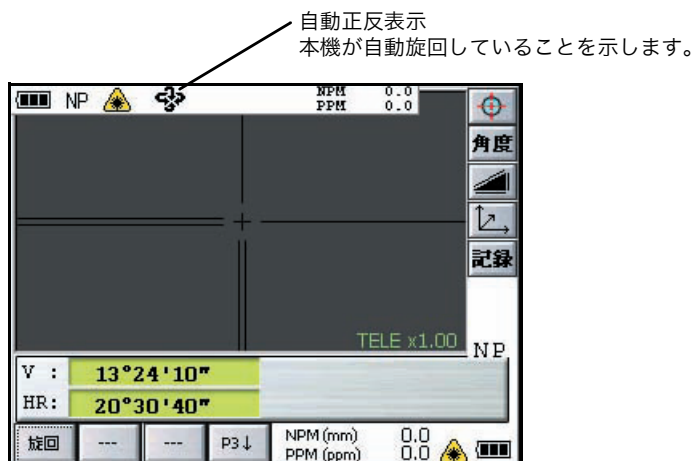 自動正反表示
本機が自動旋回していることを示します。
NP
NPM 0.0
PPM 0.0
角度
記録
TELE x1.00
NP
V : 13°24'10"
HR: 20°30'40"
旋回 --- --- P3↓
NPM (mm) 0.0
PPM (ppm) 0.0